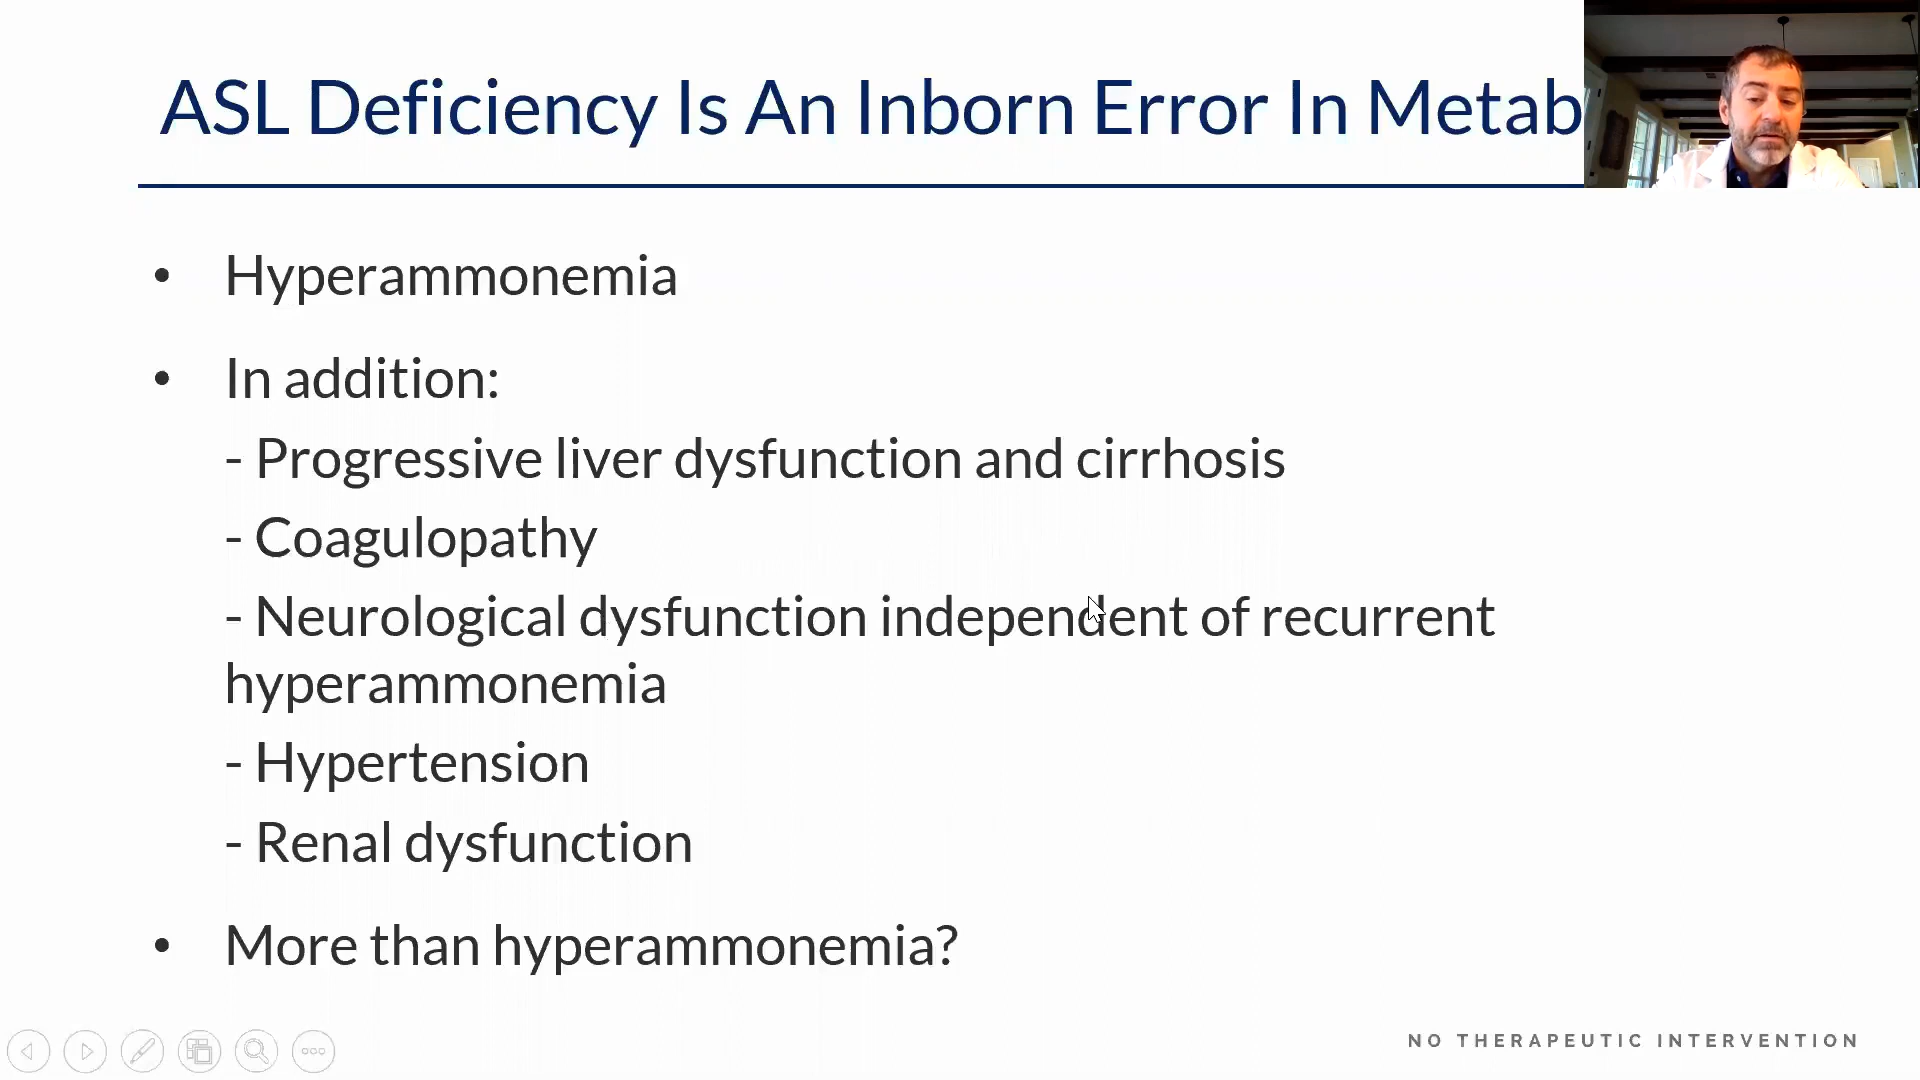 ASL Deficiency Is An Inborn Error In Metab
• Hyperammonemia
• In addition:
- Progressive liver dysfunction and cirrhosis
- Coagulopathy
- Neurological dysfunction independent of recurrent
hyperammonemia
- Hypertension
- Renal dysfunction
• More than hyperammonemia?
NO THERAPEUTIC INTERVENTION